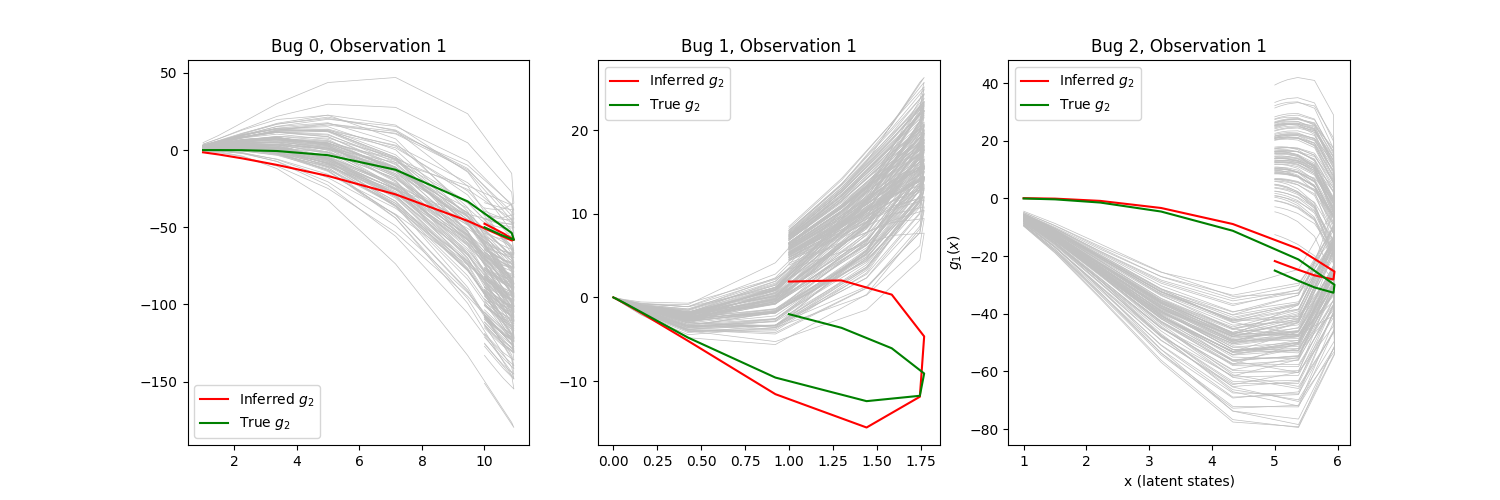 Bug 0, Observation 1
50
0
−50
−100
−150
Inferred g₂
True g₂
2 4 6 8 10
Bug 1, Observation 1
Inferred g₂
True g₂
20
10
0
−10
0.00 0.25 0.50 0.75 1.00 1.25 1.50 1.75
Bug 2, Observation 1
Inferred g₂
True g₂
g₁(x)
40
20
0
−20
−40
−60
−80
1 2 3 4 5 6
x (latent states)